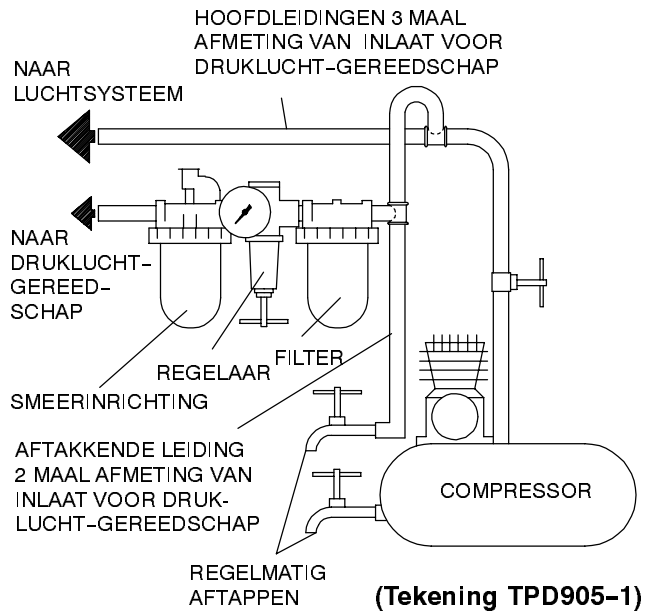 HOOFDLEIDINGEN 3 MAAL
AFMETING VAN INLAAT VOOR
DRUKLUCHT-GEREEDSCHAP
NAAR
LUCHTSYSTEEM
NAAR
DRUKLUCHT-
GEREED-
SCHAP
FILTER
REGELAAR
SMEERINRICHTING
AFTAKKENDE LEIDING
2 MAAL AFMETING VAN
INLAAT VOOR DRUK-
LUCHT-GEREEDSCHAP
COMPRESSOR
REGELMATIG
AFTAPPEN
(Tekening TPD905-1)